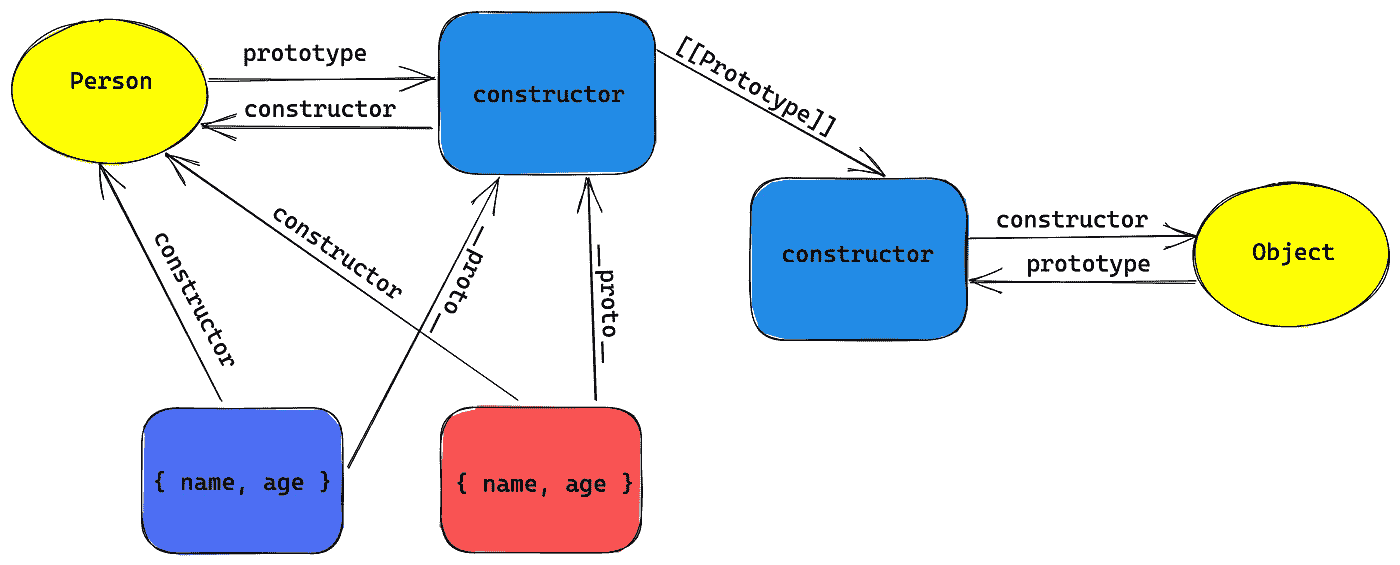 Person
prototype
constructor
constructor
[[Prototype]]
constructor
constructor
prototype
Object
constructor
constructor
__proto__
__proto__
{ name, age }
{ name, age }